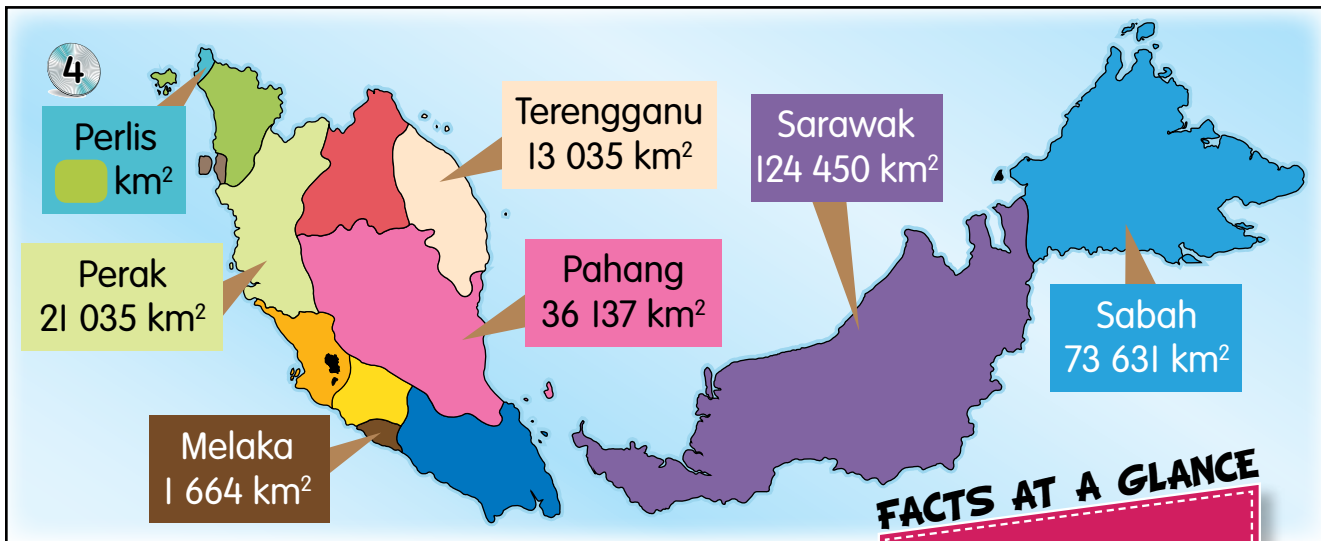 4
Perlis
km²
Terengganu
13 035 km²
Sarawak
124 450 km²
Perak
21 035 km²
Pahang
36 137 km²
Sabah
73 631 km²
Melaka
1 664 km²
FACTS AT A GLANCE